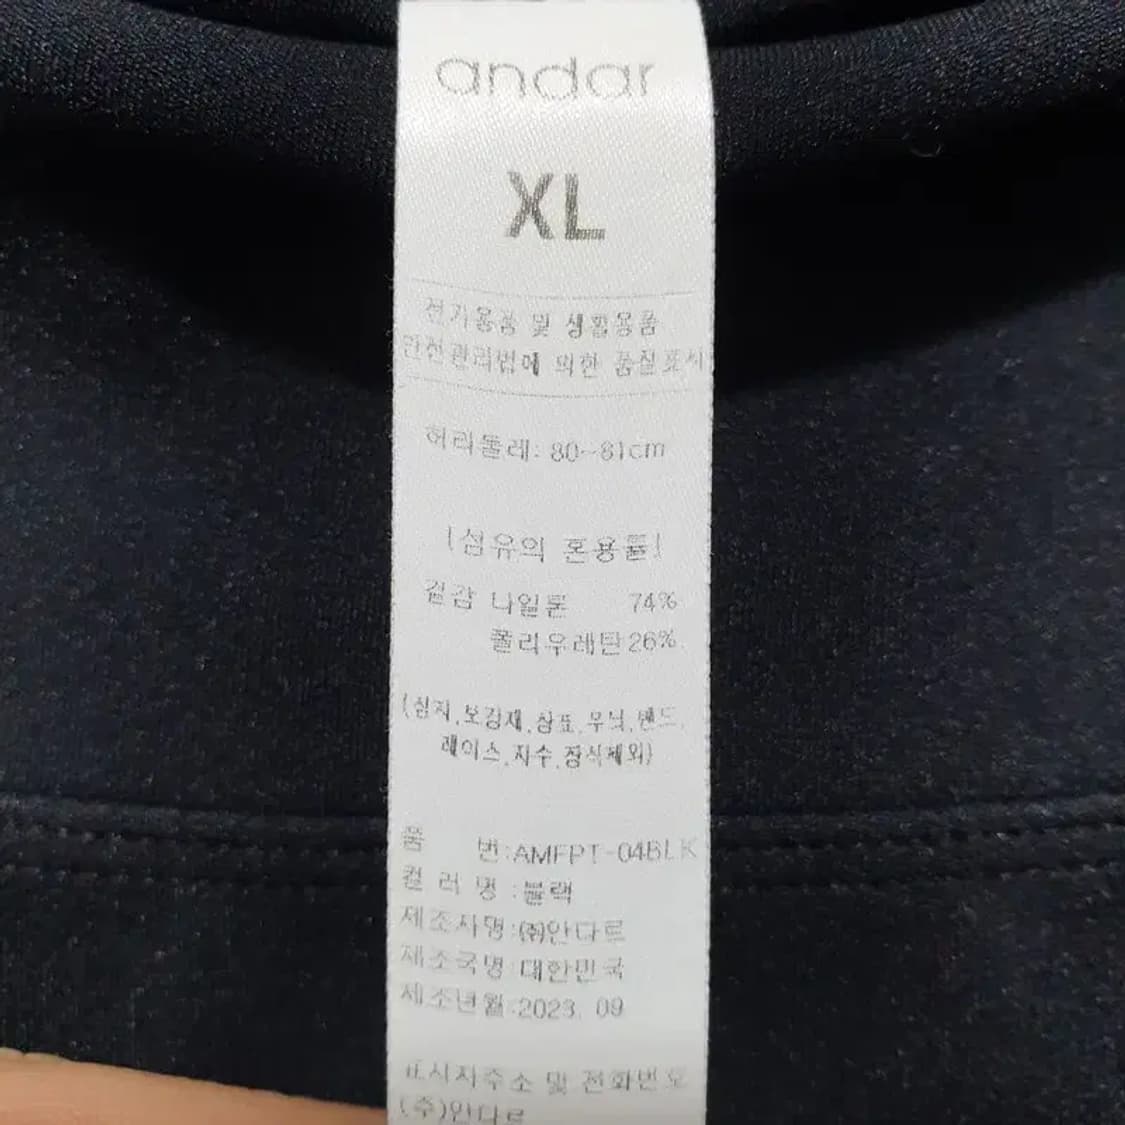 andar
XL
전기용품 및 생활용품
안전관리법에 의한 품질표시
허리둘레: 80~81cm
[섬유의 혼용률]
겉감 나일론 74%
폴리우레탄 26%
(심지,보강재,상표,무늬,밴드,
레이스,자수,장식제외)
품 번:AMFPT-04BLK
컬 러 명 :블랙
제조사명:㈜안다르
제조국명:대한민국
제조년월:2023. 09
표시자주소 및 전화번호
(주)안다르